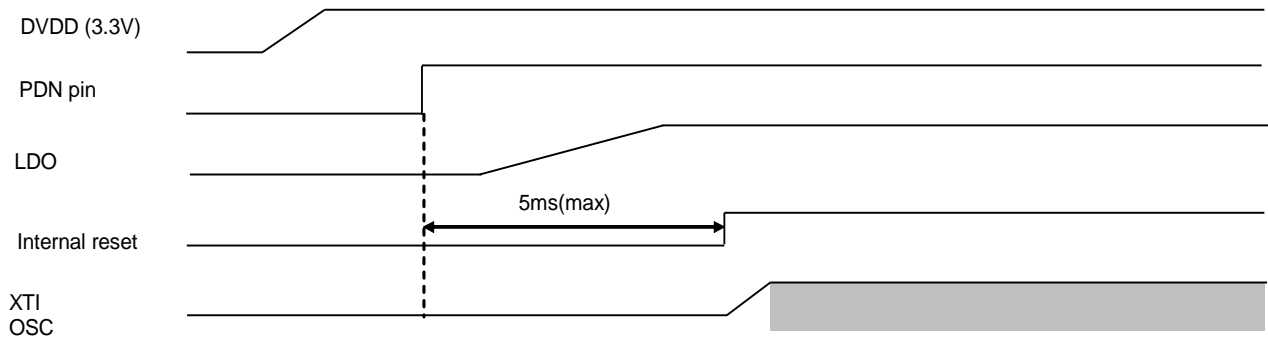 DVDD (3.3V)
PDN pin
LDO
5ms(max)
Internal reset
XTI
OSC